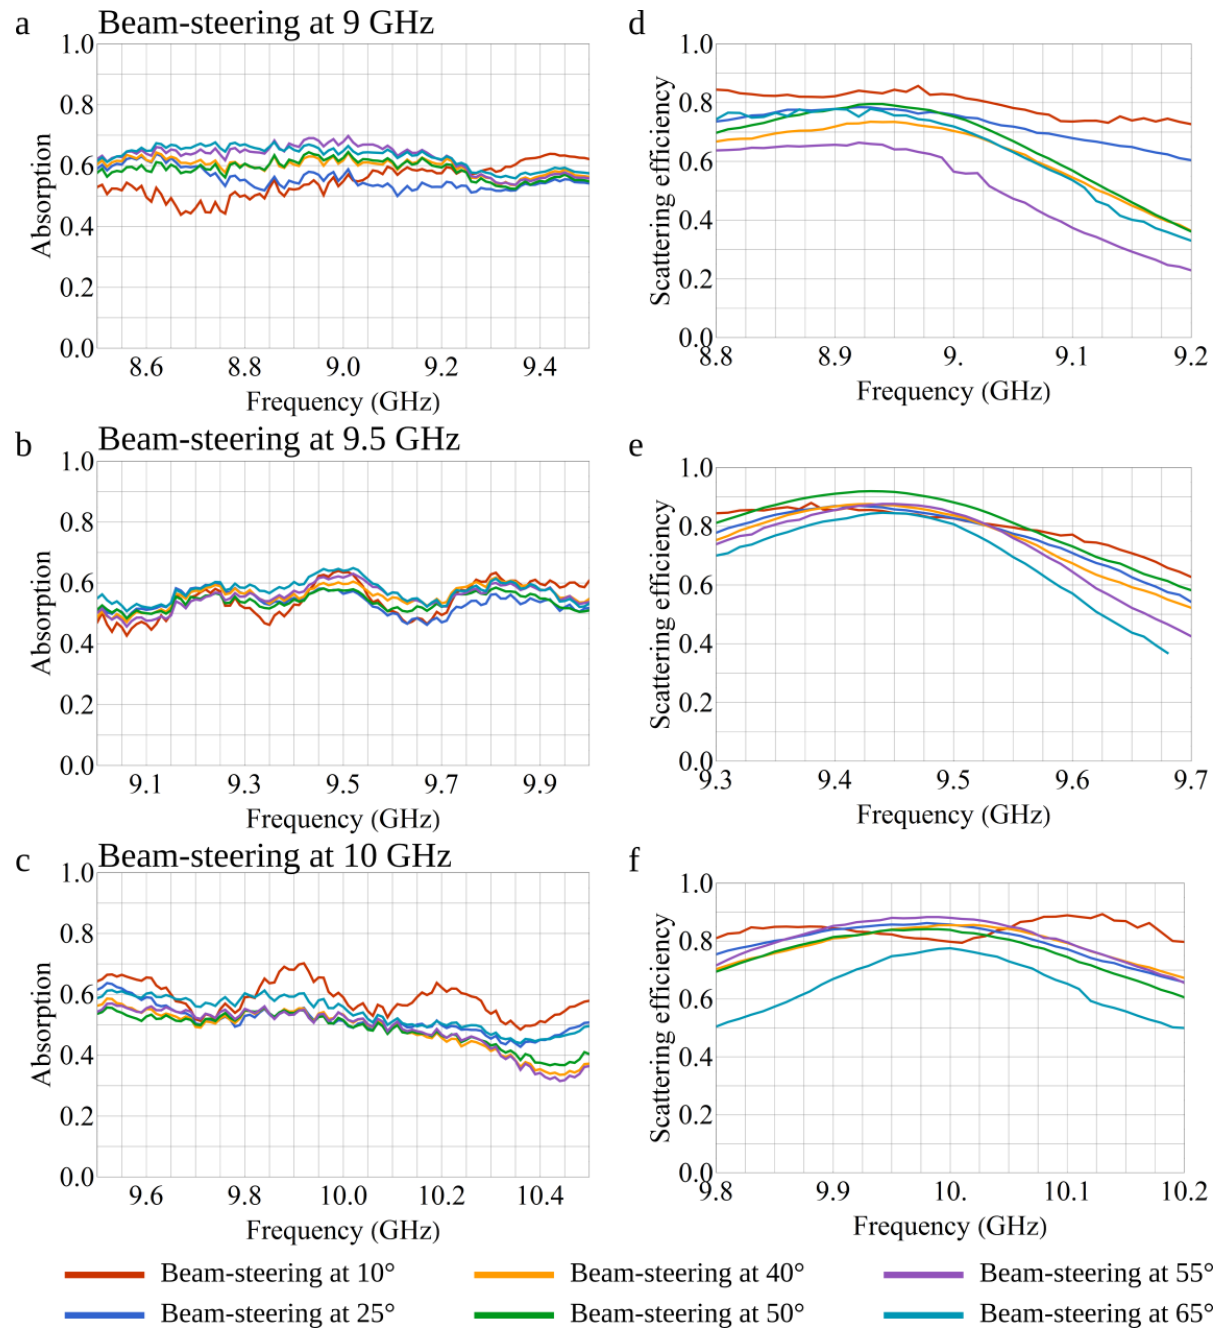 a Beam-steering at 9 GHz
1.0
0.8
0.6
0.4
0.2
0.0
Absorption
8.6 8.8 9.0 9.2 9.4
Frequency (GHz)
d
1.0
0.8
0.6
0.4
0.2
0.0
Scattering efficiency
8.8 8.9 9. 9.1 9.2
Frequency (GHz)
b Beam-steering at 9.5 GHz
1.0
0.8
0.6
0.4
0.2
0.0
Absorption
9.1 9.3 9.5 9.7 9.9
Frequency (GHz)
e
1.0
0.8
0.6
0.4
0.2
0.0
Scattering efficiency
9.3 9.4 9.5 9.6 9.7
Frequency (GHz)
c Beam-steering at 10 GHz
1.0
0.8
0.6
0.4
0.2
0.0
Absorption
9.6 9.8 10.0 10.2 10.4
Frequency (GHz)
f
1.0
0.8
0.6
0.4
0.2
0.0
Scattering efficiency
9.8 9.9 10. 10.1 10.2
Frequency (GHz)
Beam-steering at 10° Beam-steering at 40° Beam-steering at 55°
Beam-steering at 25° Beam-steering at 50° Beam-steering at 65°